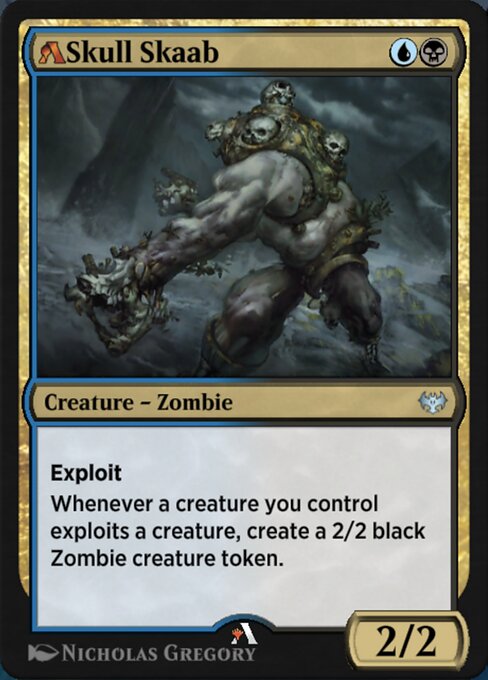 Skull Skaab
Creature – Zombie
Exploit
Whenever a creature you control
exploits a creature, create a 2/2 black
Zombie creature token.
2/2
Nicholas Gregory